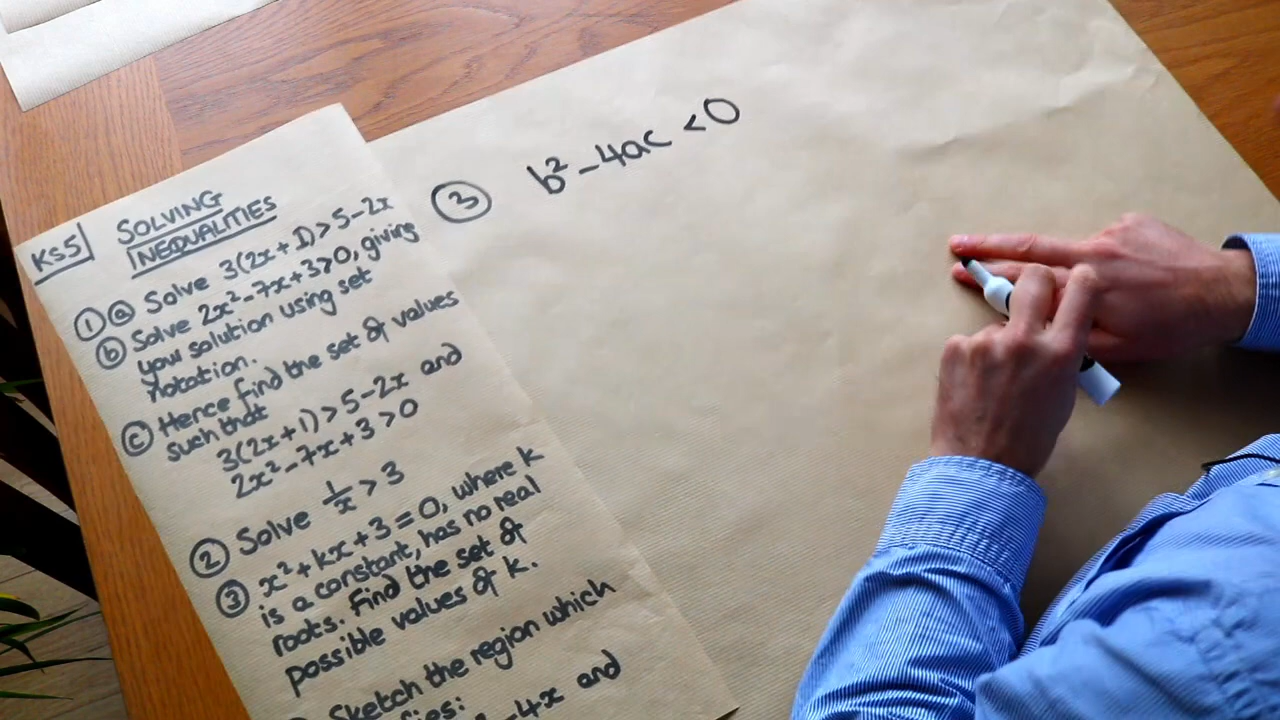 KS5 SOLVING
INEQUALITIES
① ⓐ Solve 3(2x+1)>5-2x
ⓑ Solve 2x²-7x+3>0, giving
your solution using set
notation.
ⓒ Hence find the set of values
such that
3(2x+1)>5-2x and
2x²-7x+3>0
② Solve 1/x > 3
③ x²+kx+3=0, where k
is a constant, has no real
roots. Find the set of
possible values of k.
Sketch the region which
-4x and
③ b²-4ac <0